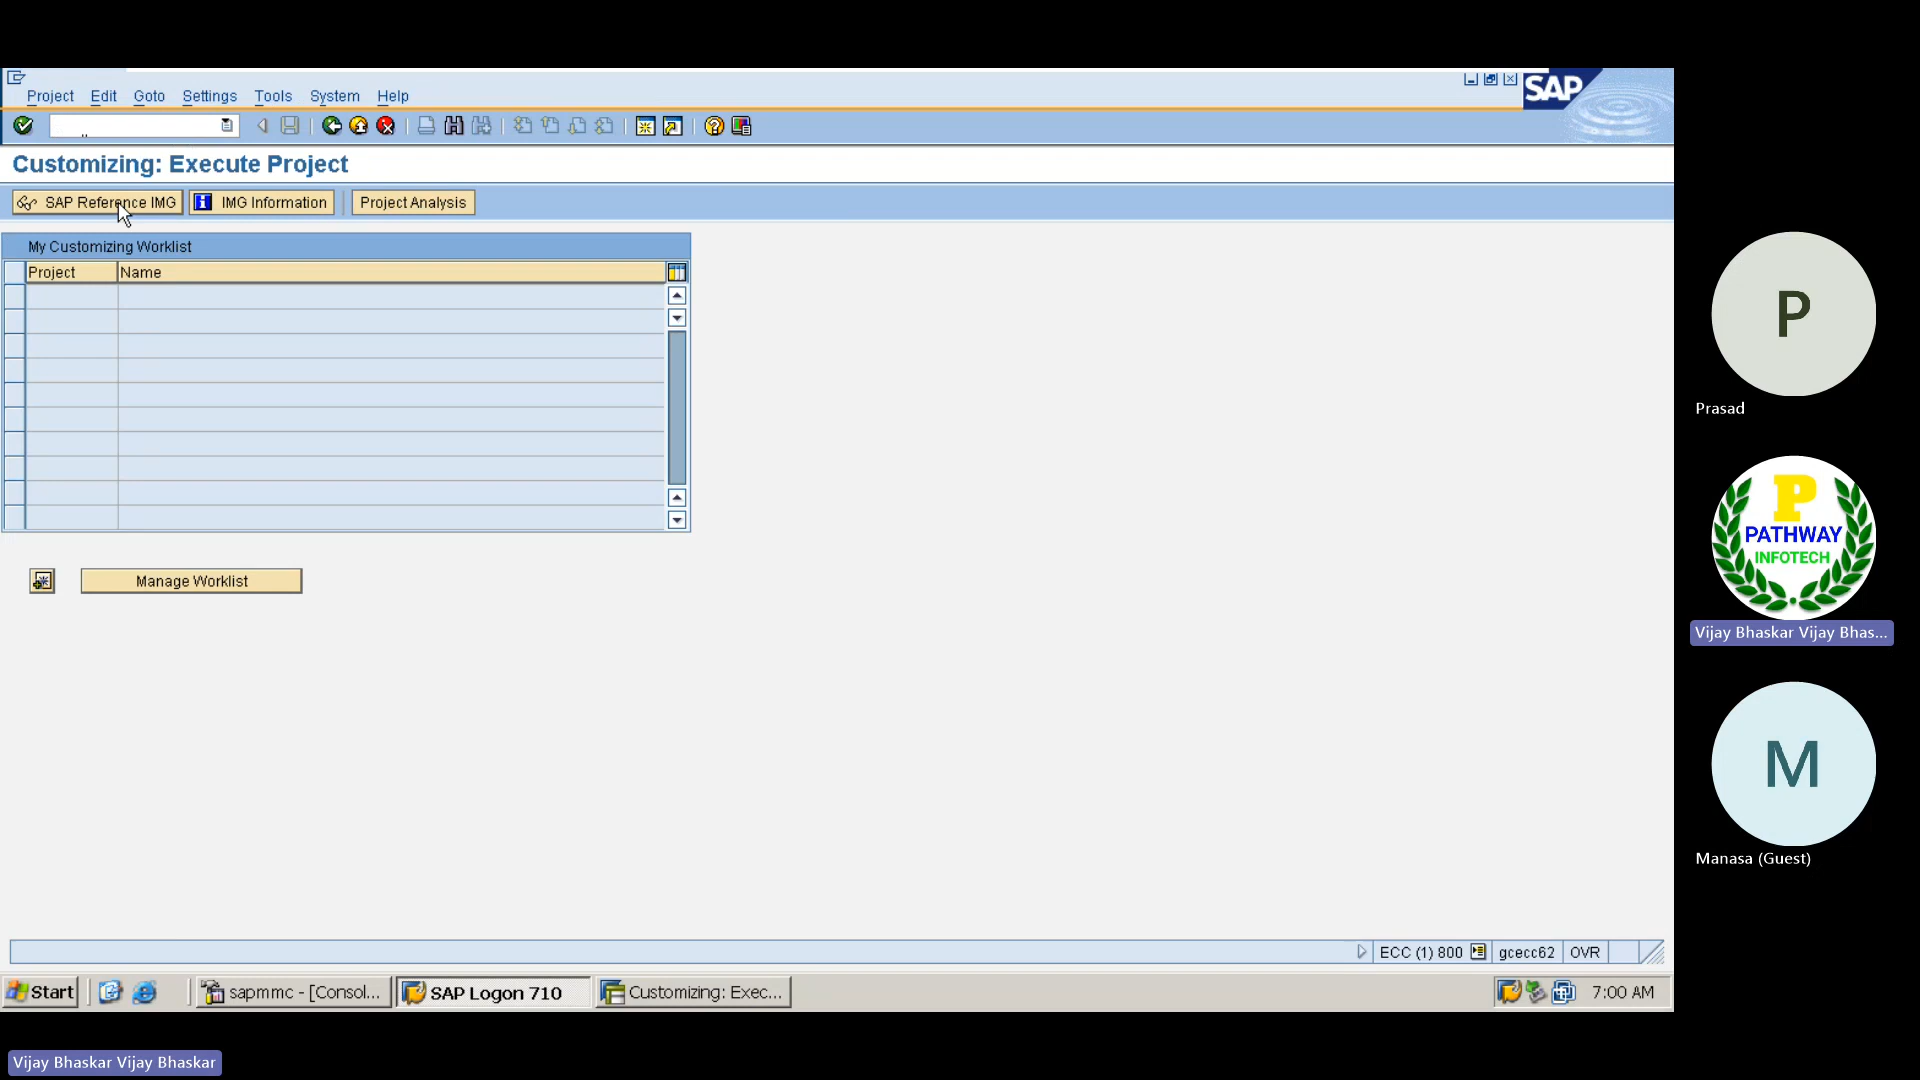 Project Edit Goto Settings Tools System Help
SAP
Customizing: Execute Project
SAP Reference IMG IMG Information Project Analysis
My Customizing Worklist
Project Name
Manage Worklist
ECC (1) 800 gcecc62 OVR
Start sapmmc - [Consol... SAP Logon 710 Customizing: Exec... 7:00 AM
P
Prasad
P
PATHWAY
INFOTECH
Vijay Bhaskar Vijay Bhas...
M
Manasa (Guest)
Vijay Bhaskar Vijay Bhaskar